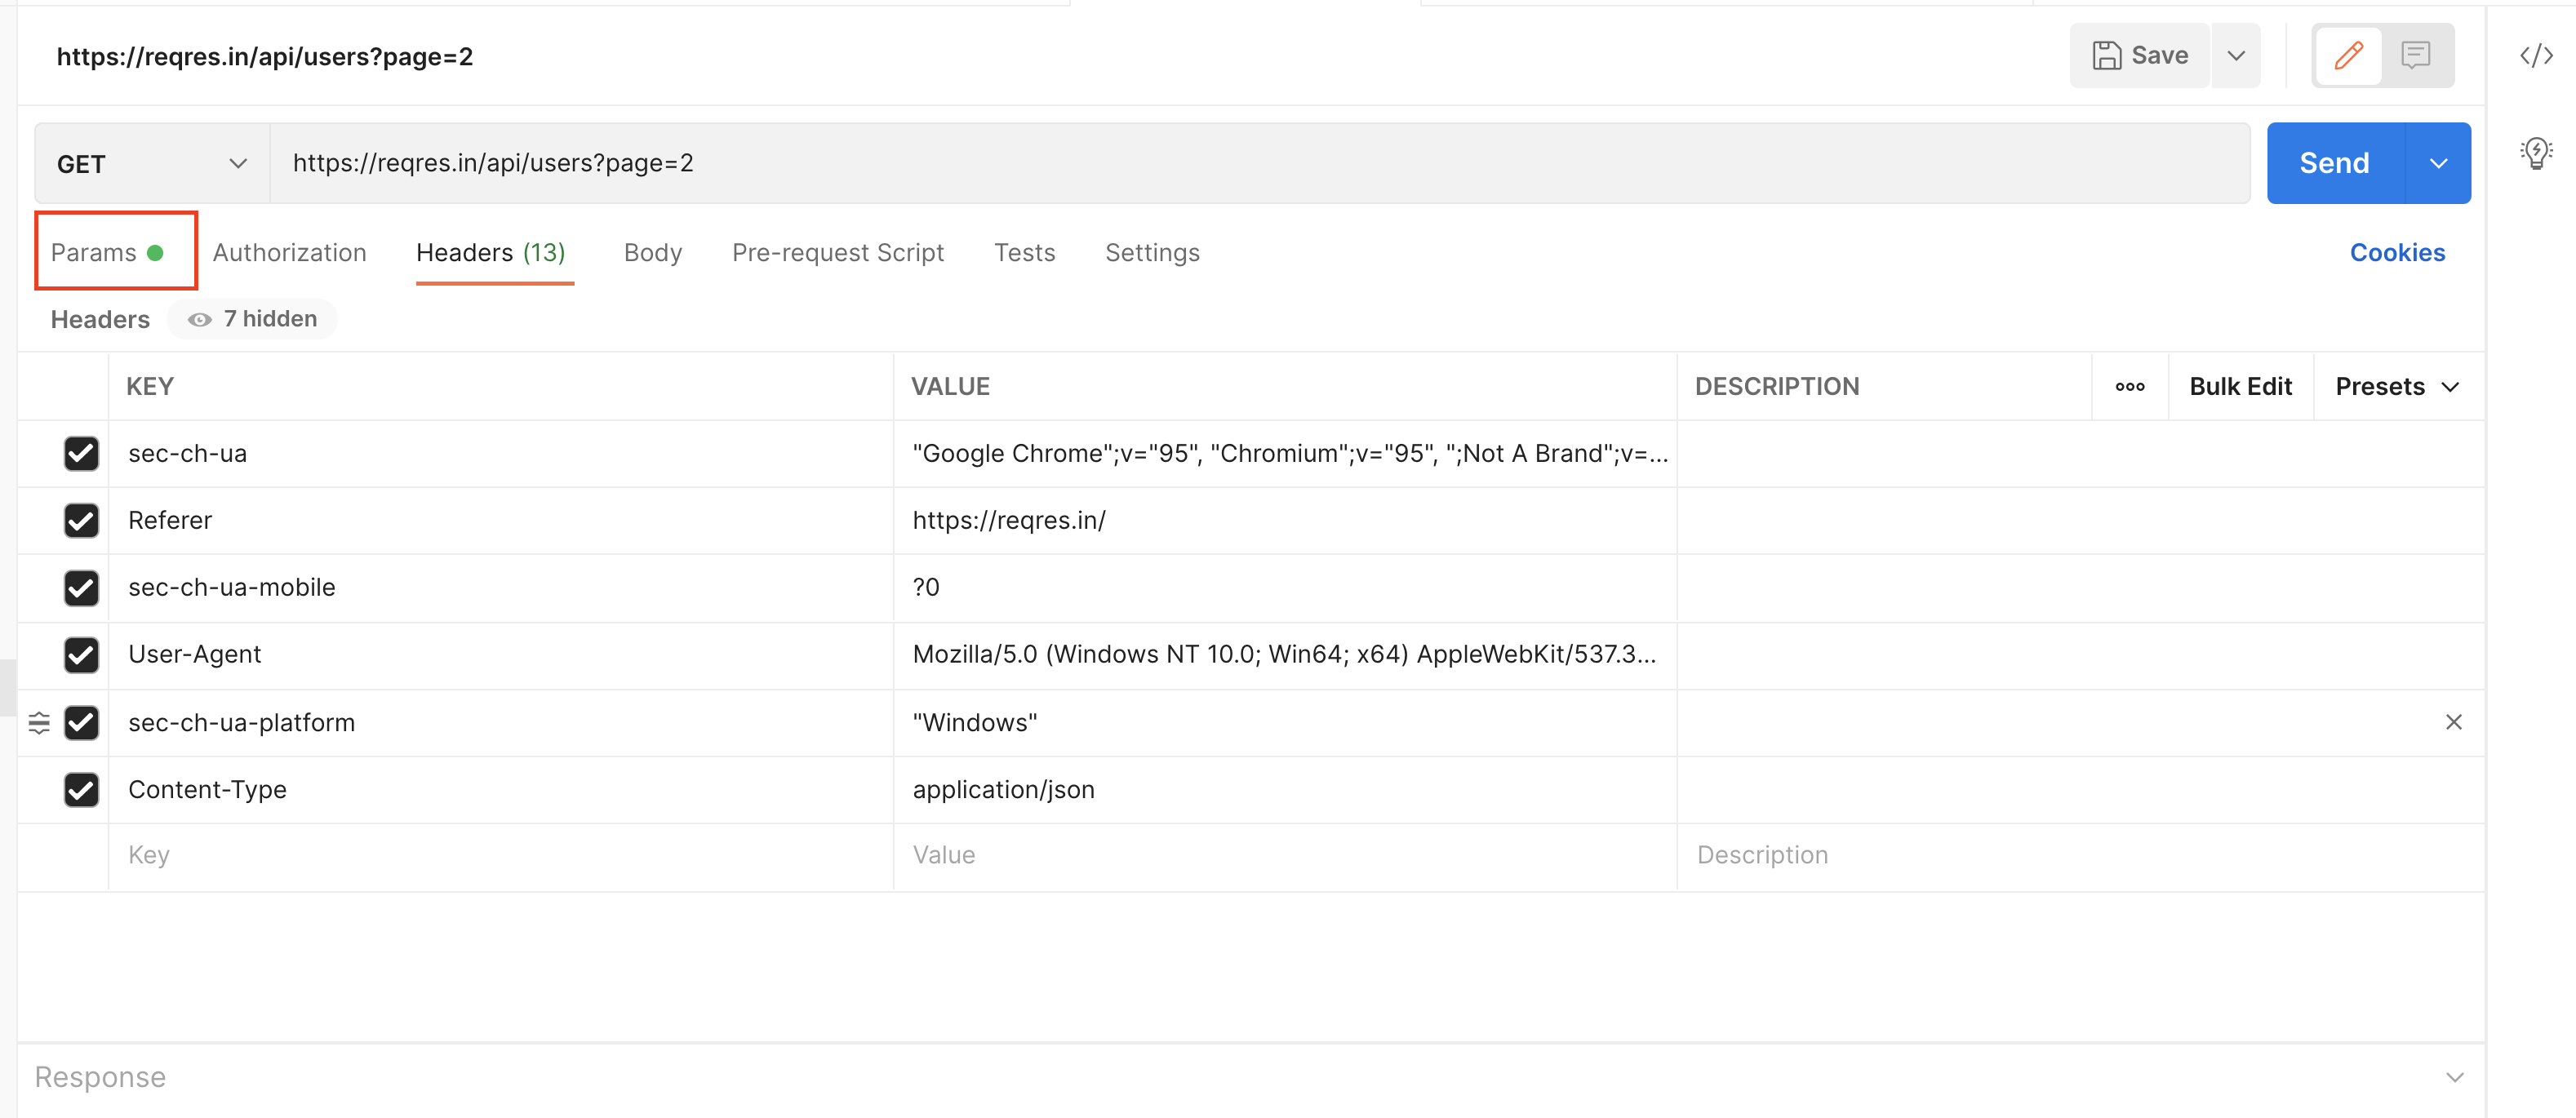 https://reqres.in/api/users?page=2
Save
GET
https://reqres.in/api/users?page=2
Send
Params Authorization Headers (13) Body Pre-request Script Tests Settings Cookies
Headers 7 hidden
KEY VALUE DESCRIPTION Bulk Edit Presets
sec-ch-ua "Google Chrome";v="95", "Chromium";v="95", ";Not A Brand";v=...
Referer https://reqres.in/
sec-ch-ua-mobile ?0
User-Agent Mozilla/5.0 (Windows NT 10.0; Win64; x64) AppleWebKit/537.3...
sec-ch-ua-platform "Windows"
Content-Type application/json
Key Value Description
Response